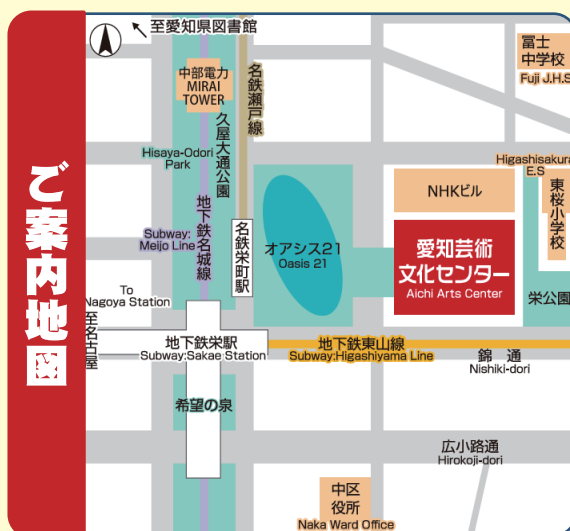 ご案内地図
至愛知県図書館
中部電力
MIRAI
TOWER
名鉄瀬戸線
冨士
中学校
Fuji J.H.S
久屋大通公園
Hisaya-Odori
Park
Higashisakura
E.S
東桜小学校
NHKビル
地下鉄名城線
Subway:
Meijo Line
名鉄栄町駅
オアシス21
Oasis 21
愛知芸術
文化センター
Aichi Arts Center
栄公園
To
Nagoya Station
至名古屋
地下鉄栄駅
Subway:Sakae Station
地下鉄東山線
Subway:Higashiyama Line
錦 通
Nishiki-dori
希望の泉
広小路通
Hirokoji-dori
中区
役所
Naka Ward Office